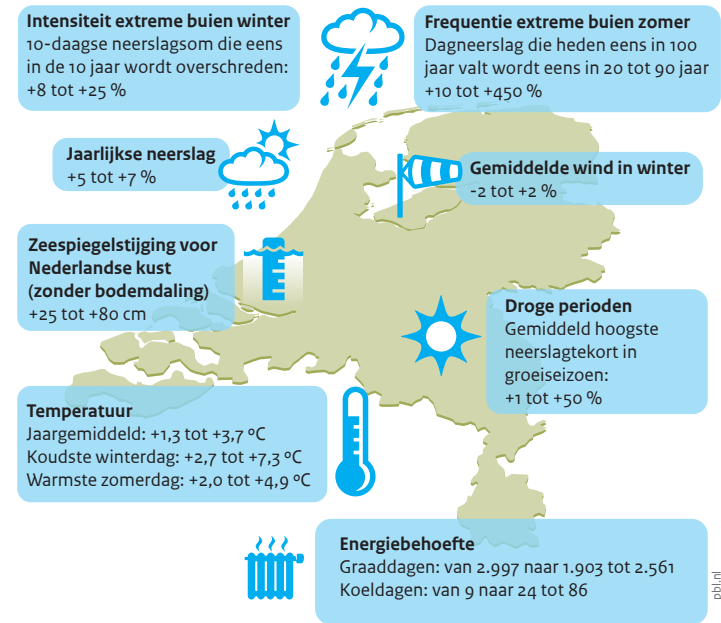 Intensiteit extreme buien winter
10-daagse neerslagsom die eens
in de 10 jaar wordt overschreden:
+8 tot +25 %
Frequentie extreme buien zomer
Dagneerslag die heden eens in 100
jaar valt wordt eens in 20 tot 90 jaar
+10 tot +450 %
Jaarlijkse neerslag
+5 tot +7 %
Gemiddelde wind in winter
-2 tot +2 %
Zeespiegelstijging voor
Nederlandse kust
(zonder bodemdaling)
+25 tot +80 cm
Droge perioden
Gemiddeld hoogste
neerslagtekort in
groeiseizoen:
+1 tot +50 %
Temperatuur
Jaargemiddeld: +1,3 tot +3,7 ºC
Koudste winterdag: +2,7 tot +7,3 ºC
Warmste zomerdag: +2,0 tot +4,9 ºC
Energiebehoefte
Graaddagen: van 2.997 naar 1.903 tot 2.561
Koeldagen: van 9 naar 24 tot 86
pbl.nl